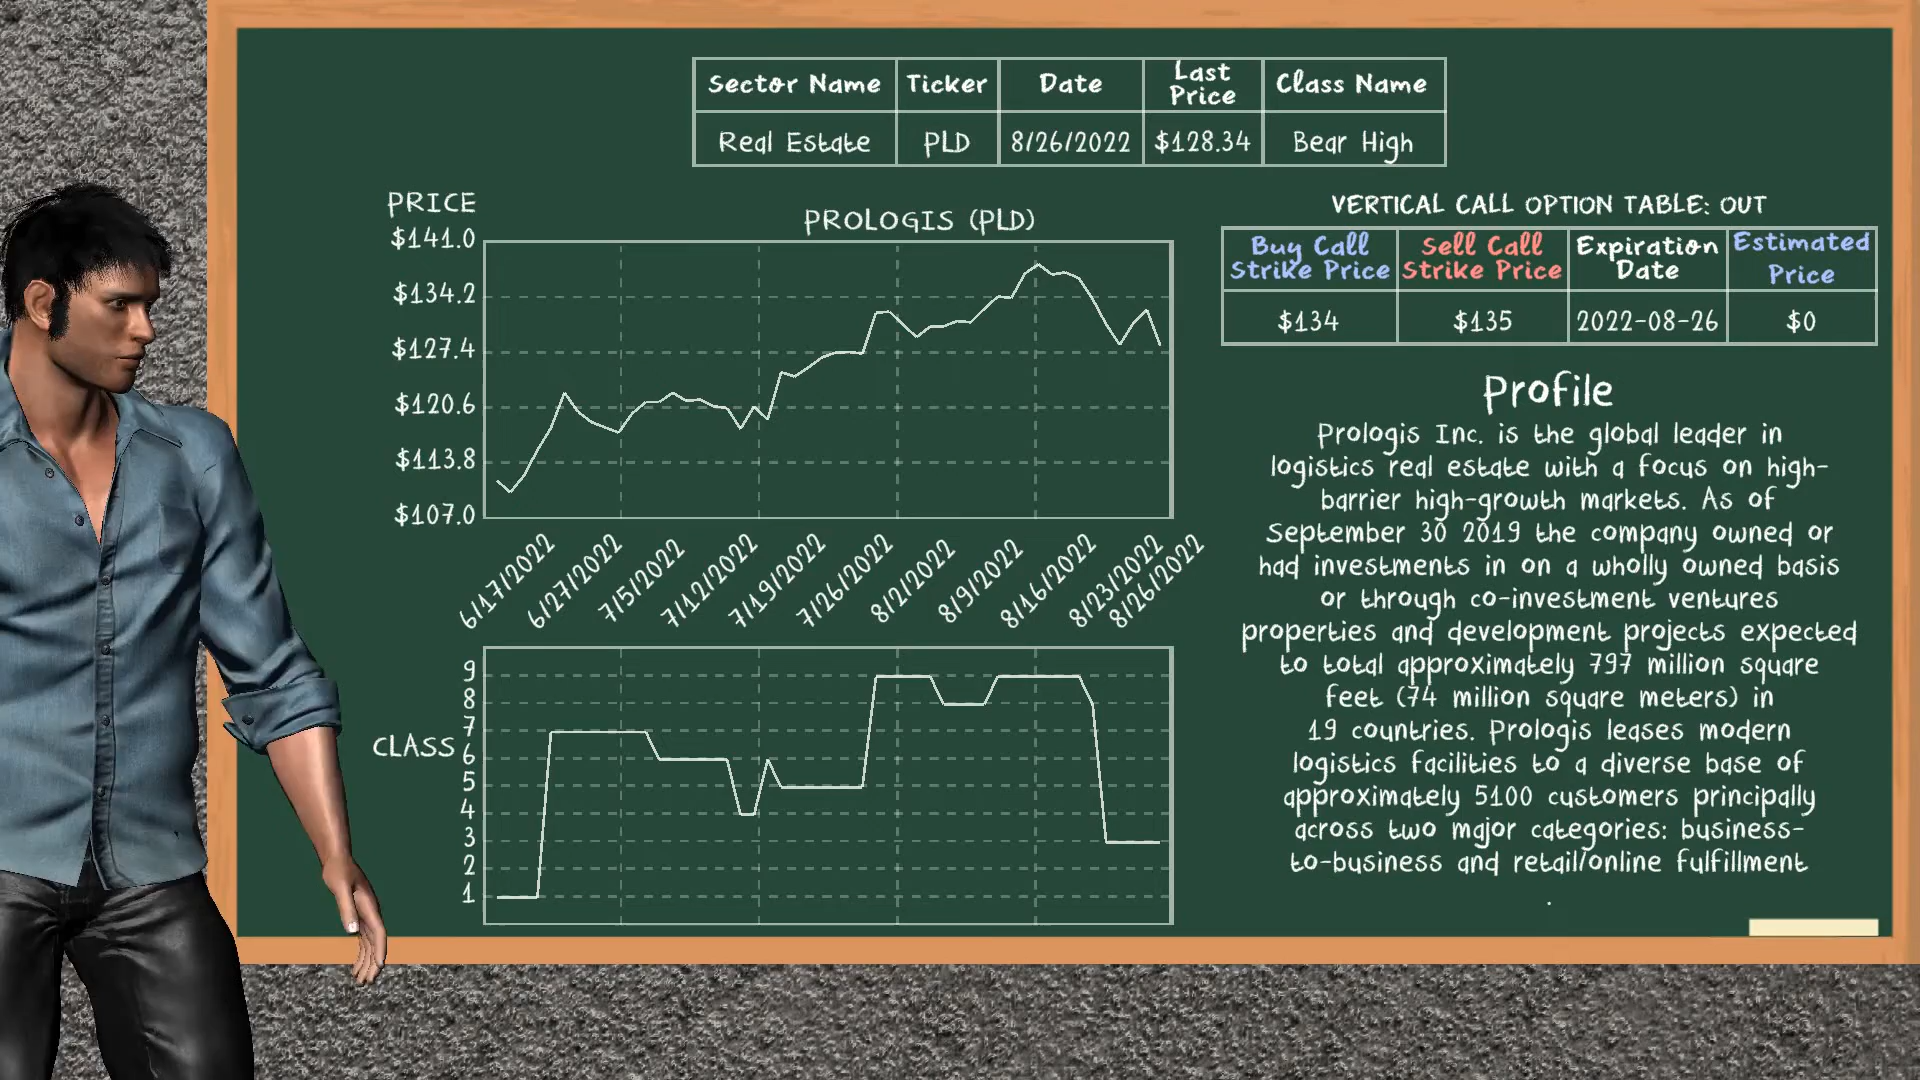 Sector Name Ticker Date Last Price Class Name
Real Estate PLD 8/26/2022 $128.34 Bear High
PRICE
PROLOGIS (PLD)
$141.0
$134.2
$127.4
$120.6
$113.8
$107.0
6/17/2022 6/27/2022 7/5/2022 7/12/2022 7/19/2022 7/26/2022 8/2/2022 8/9/2022 8/16/2022 8/23/2022 8/26/2022
CLASS
9
8
7
6
5
4
3
2
1
VERTICAL CALL OPTION TABLE: OUT
Buy Call Strike Price Sell Call Strike Price Expiration Date Estimated Price
$134 $135 2022-08-26 $0
Profile
Prologis Inc. is the global leader in
logistics real estate with a focus on high-
barrier high-growth markets. As of
September 30 2019 the company owned or
had investments in on a wholly owned basis
or through co-investment ventures
properties and development projects expected
to total approximately 797 million square
feet (74 million square meters) in
19 countries. Prologis leases modern
logistics facilities to a diverse base of
approximately 5100 customers principally
across two major categories: business-
to-business and retail/online fulfillment
.